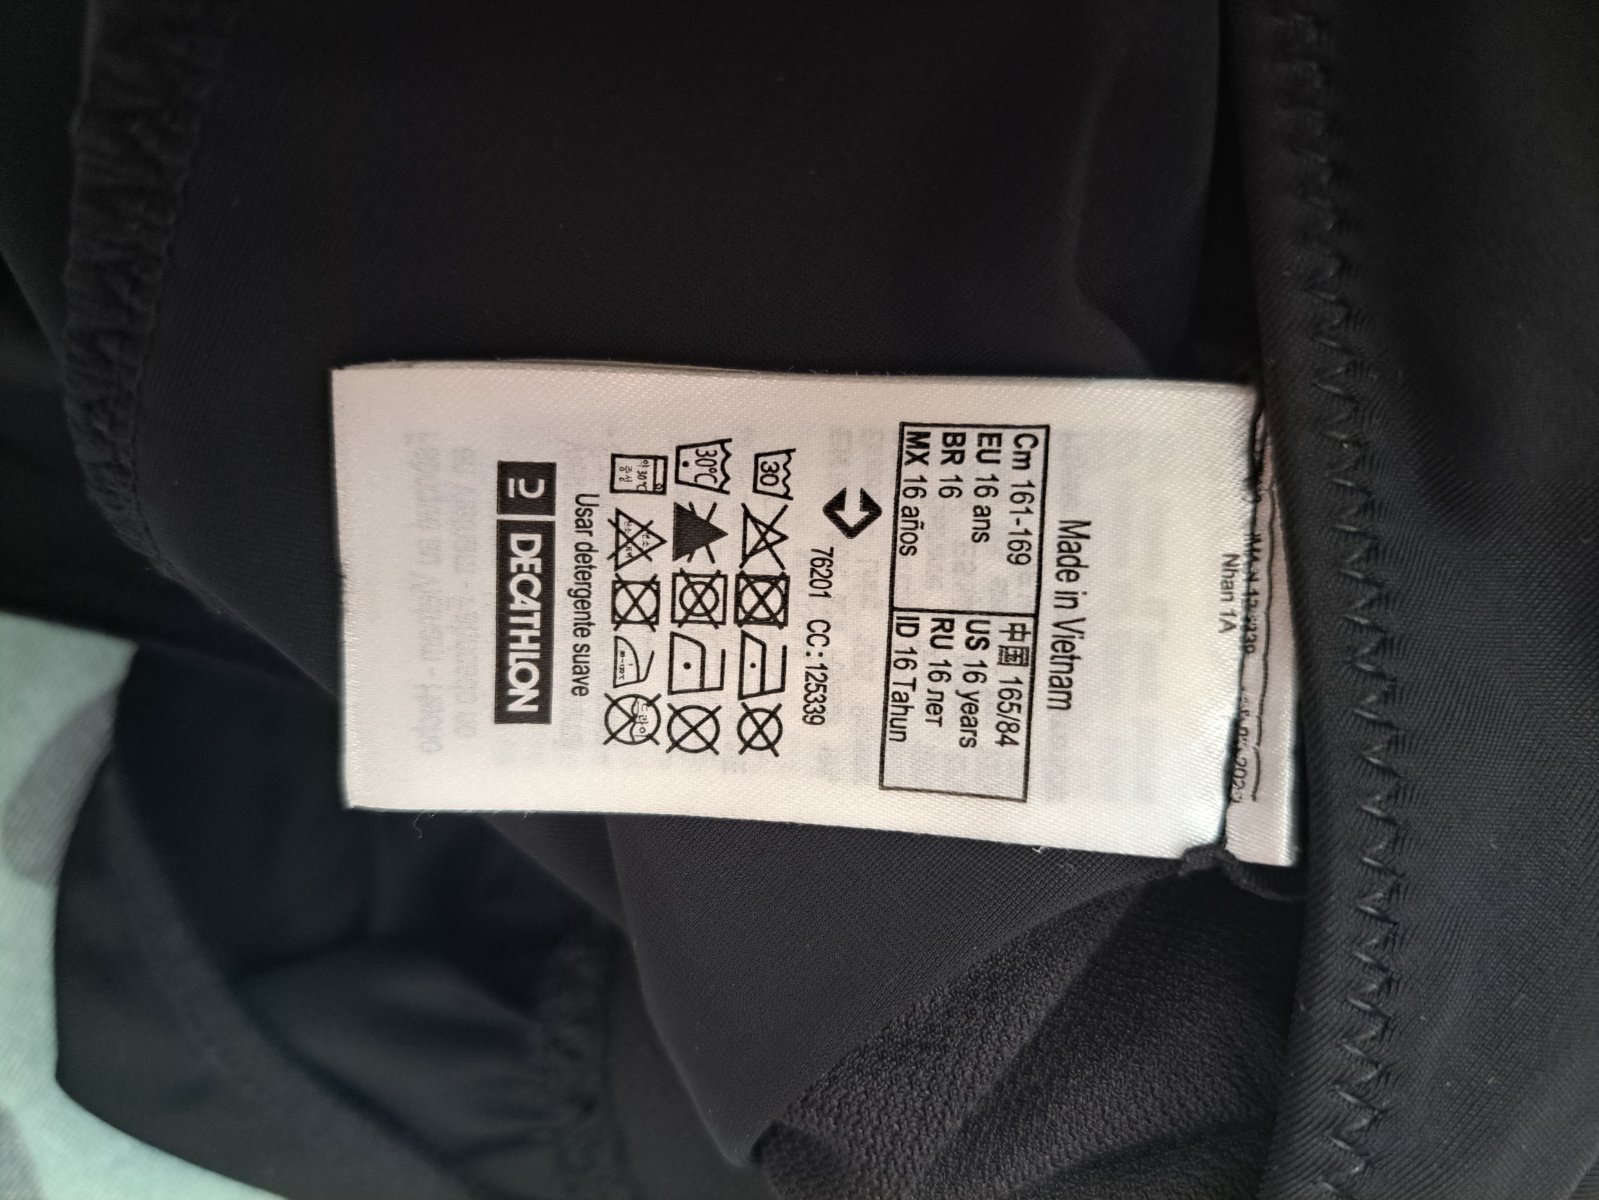 Nhan 1A
Made in Vietnam
Cm 161-169 中国 165/84
EU 16 ans US 16 years
BR 16 RU 16 лет
MX 16 años ID 16 Tahun
76201 CC:125339
30
30°C
Usar detergente suave
DECATHLON